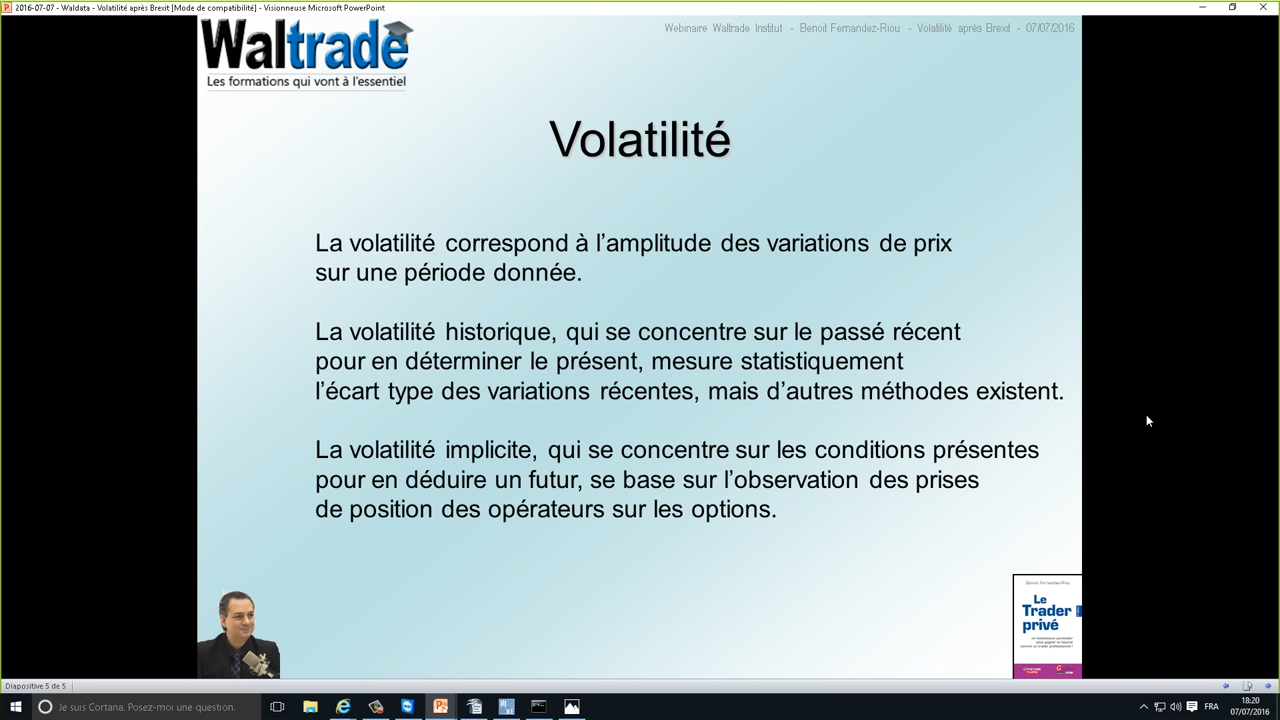 2016-07-07 - Waldata - Volatilité après Brexit [Mode de compatibilité] - Visionneuse Microsoft PowerPoint
Waltrade
Les formations qui vont à l'essentiel
Webinaire Waltrade Institut - Benoit Fernandez-Riou - Volatilité après Brexit - 07/07/2016
Volatilité
La volatilité correspond à l’amplitude des variations de prix
sur une période donnée.
La volatilité historique, qui se concentre sur le passé récent
pour en déterminer le présent, mesure statistiquement
l’écart type des variations récentes, mais d’autres méthodes existent.
La volatilité implicite, qui se concentre sur les conditions présentes
pour en déduire un futur, se base sur l’observation des prises
de position des opérateurs sur les options.
Benoit Fernandez-Riou
Le
Trader
privé
Diapositive 5 de 5
Je suis Cortana. Posez-moi une question.
FRA
18:20
07/07/2016